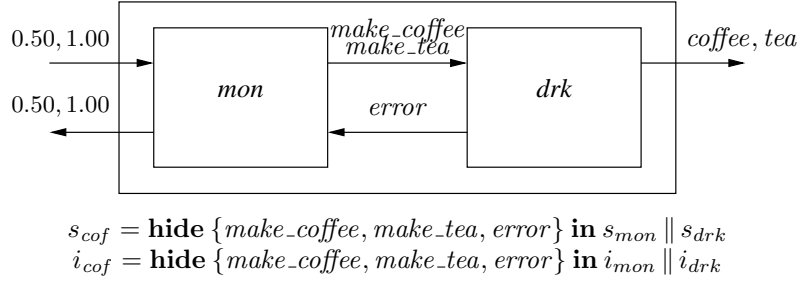 make_coffee
0.50, 1.00 make_tea coffee, tea
mon drk
0.50, 1.00 error
s_cof = hide {make_coffee, make_tea, error} in s_mon ∥ s_drk
i_cof = hide {make_coffee, make_tea, error} in i_mon ∥ i_drk